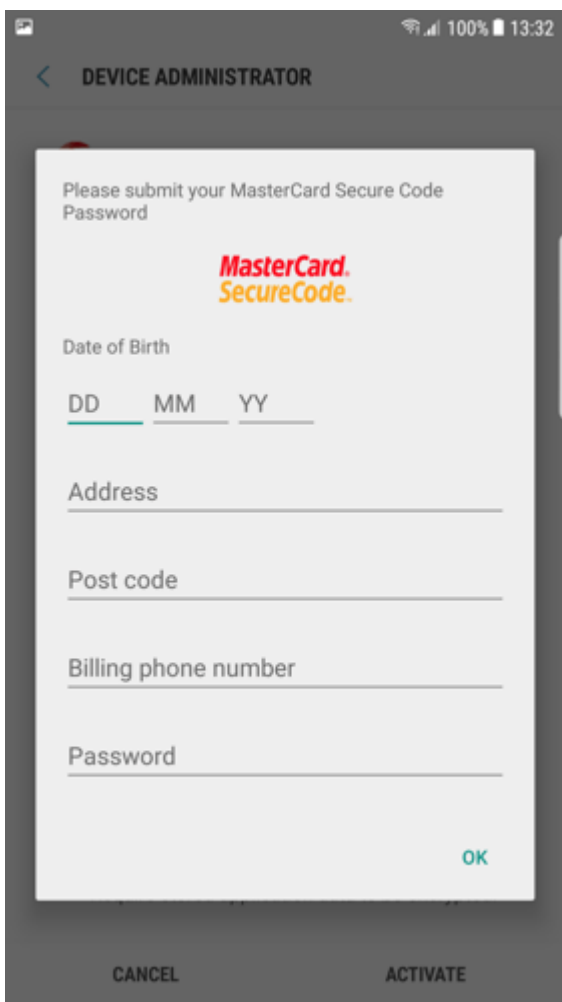 100% 13:32
DEVICE ADMINISTRATOR
Please submit your MasterCard Secure Code
Password
MasterCard.
SecureCode.
Date of Birth
DD MM YY
Address
Post code
Billing phone number
Password
OK
CANCEL ACTIVATE